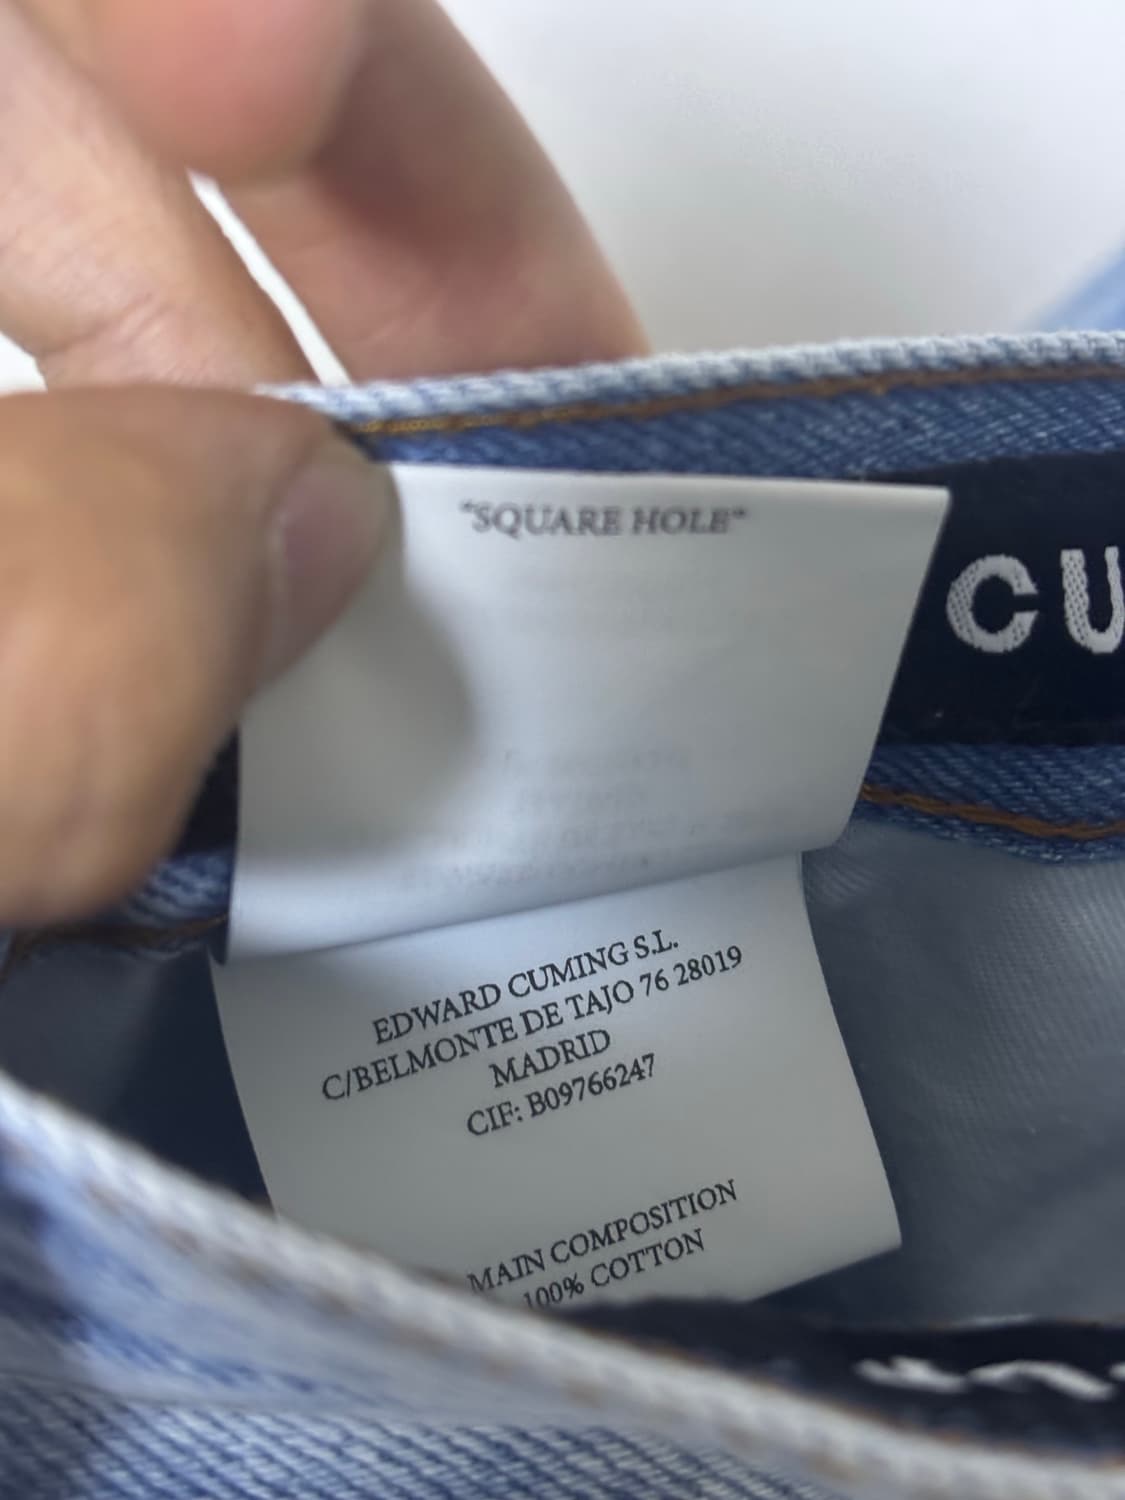 "SQUARE HOLE"
CU
EDWARD CUMING S.L.
C/BELMONTE DE TAJO 76 28019
MADRID
CIF: B09766247
MAIN COMPOSITION
100% COTTON